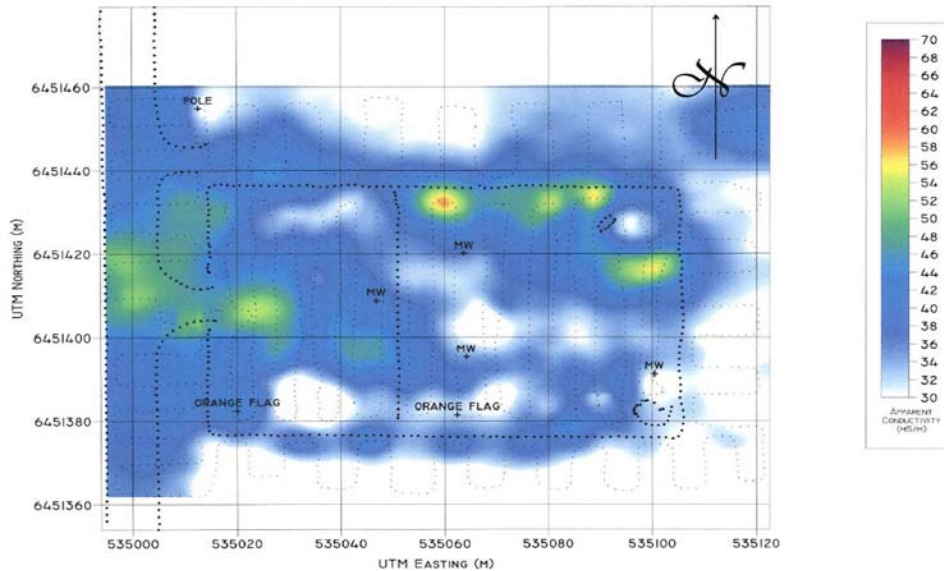 N
6451460
6451440
6451420
6451400
6451380
6451360
UTM NORTHING (M)
POLE
MW
MW
MW
MW
ORANGE FLAG
ORANGE FLAG
535000
535020
535040
535060
535080
535100
535120
UTM EASTING (M)
70
68
66
64
62
60
58
56
54
52
50
48
46
44
42
40
38
36
34
32
30
APPARENT
CONDUCTIVITY
(MS/M)